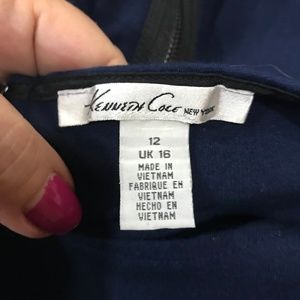 Kenneth Cole NEW YORK
12
UK 16
MADE IN
VIETNAM
FABRIQUE EN
VIETNAM
HECHO EN
VIETNAM